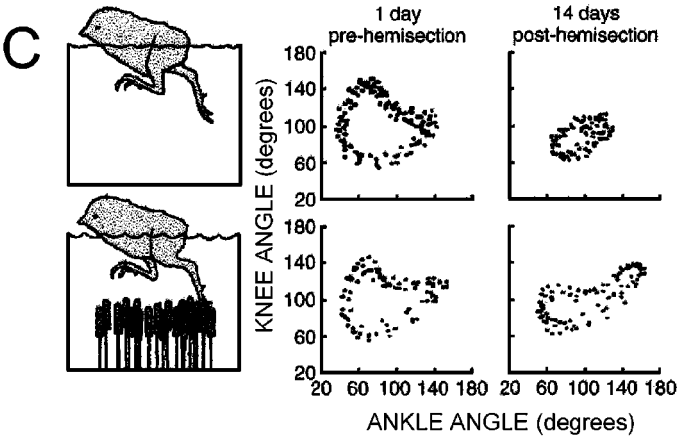 C
1 day
pre-hemisection
14 days
post-hemisection
KNEE ANGLE (degrees)
180
140
100
60
20
180
140
100
60
20
20 60 100 140 180 20 60 100 140 180
ANKLE ANGLE (degrees)